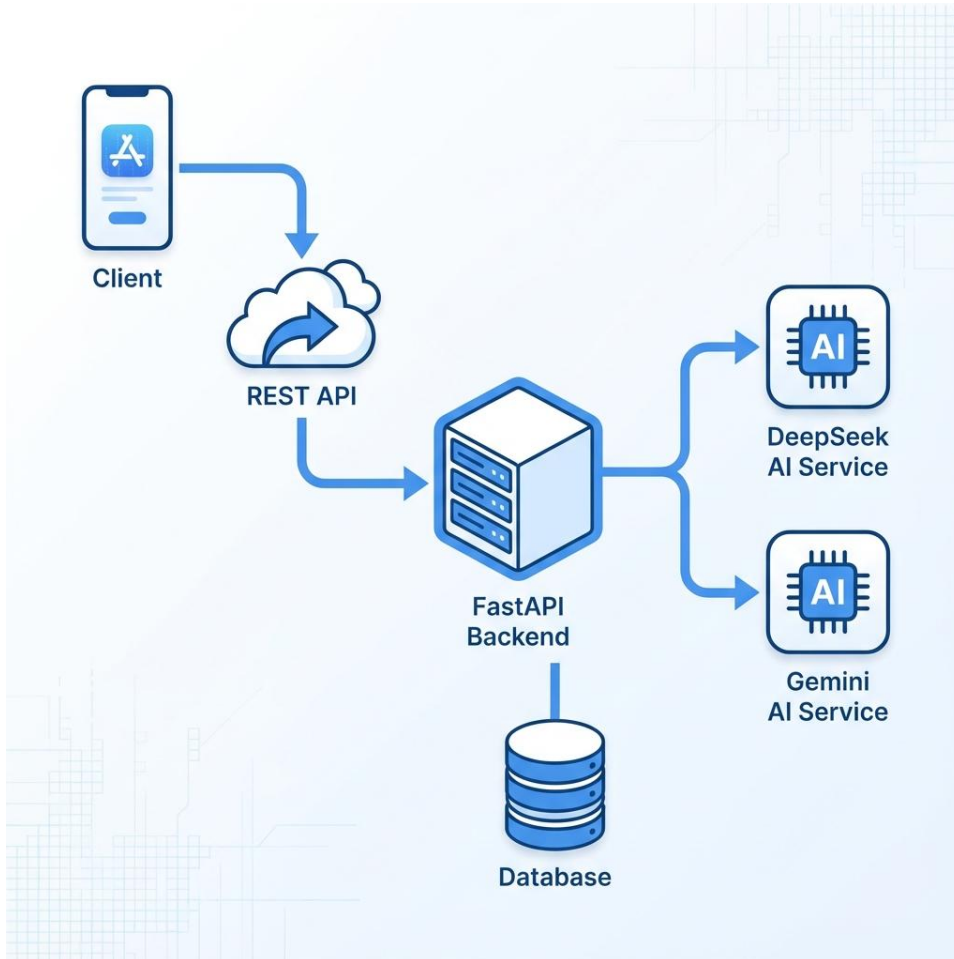 Client
REST API
FastAPI
Backend
AI
DeepSeek
AI Service
AI
Gemini
AI Service
Database